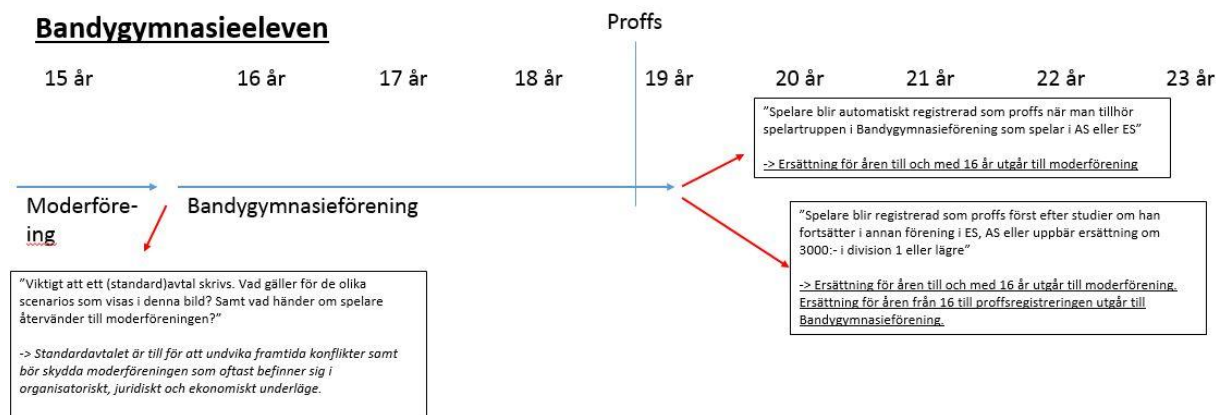 Bandygymnasieeleven
Proffs
15 år 16 år 17 år 18 år 19 år 20 år 21 år 22 år 23 år
"Spelare blir automatiskt registrerad som proffs när man tillhör
spelartruppen i Bandygymnasieförening som spelar i AS eller ES"
-> Ersättning för åren till och med 16 år utgår till moderförening
Moderföre-
ing
Bandygymnasieförening
"Spelare blir registrerad som proffs först efter studier om han
fortsätter i annan förening i ES, AS eller uppbär ersättning om
3000:- i division 1 eller lägre"
-> Ersättning för åren till och med 16 år utgår till moderförening.
Ersättning för åren från 16 till proffsregistreringen utgår till
Bandygymnasieförening.
"Viktigt att ett (standard)avtal skrivs. Vad gäller för de olika
scenarios som visas i denna bild? Samt vad händer om spelare
återvänder till moderföreningen?"
-> Standardavtalet är till för att undvika framtida konflikter samt
bör skydda moderföreningen som oftast befinner sig i
organisatoriskt, juridiskt och ekonomiskt underläge.